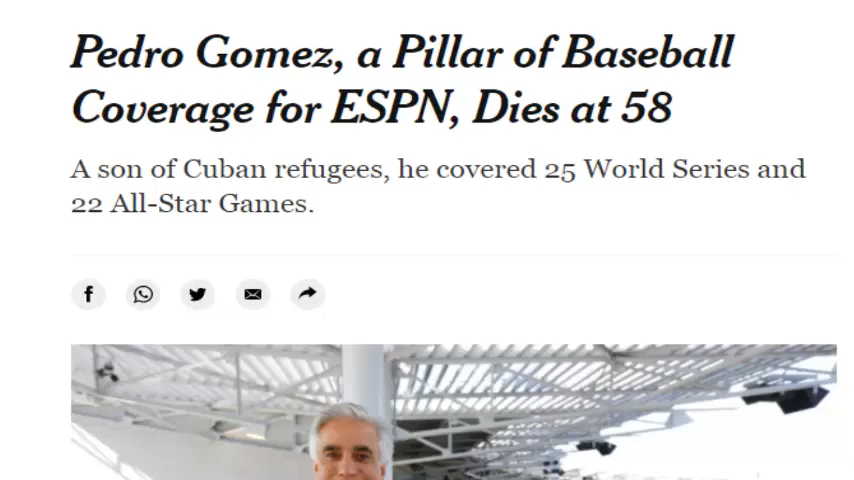 Pedro Gomez, a Pillar of Baseball
Coverage for ESPN, Dies at 58
A son of Cuban refugees, he covered 25 World Series and
22 All-Star Games.